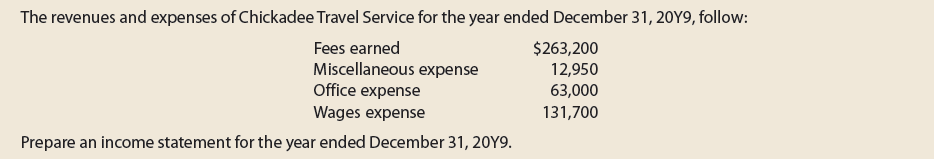 The revenues and expenses of Chickadee Travel Service for the year ended December 31, 20Y9, follow:
Fees earned $263,200
Miscellaneous expense 12,950
Office expense 63,000
Wages expense 131,700
Prepare an income statement for the year ended December 31, 20Y9.